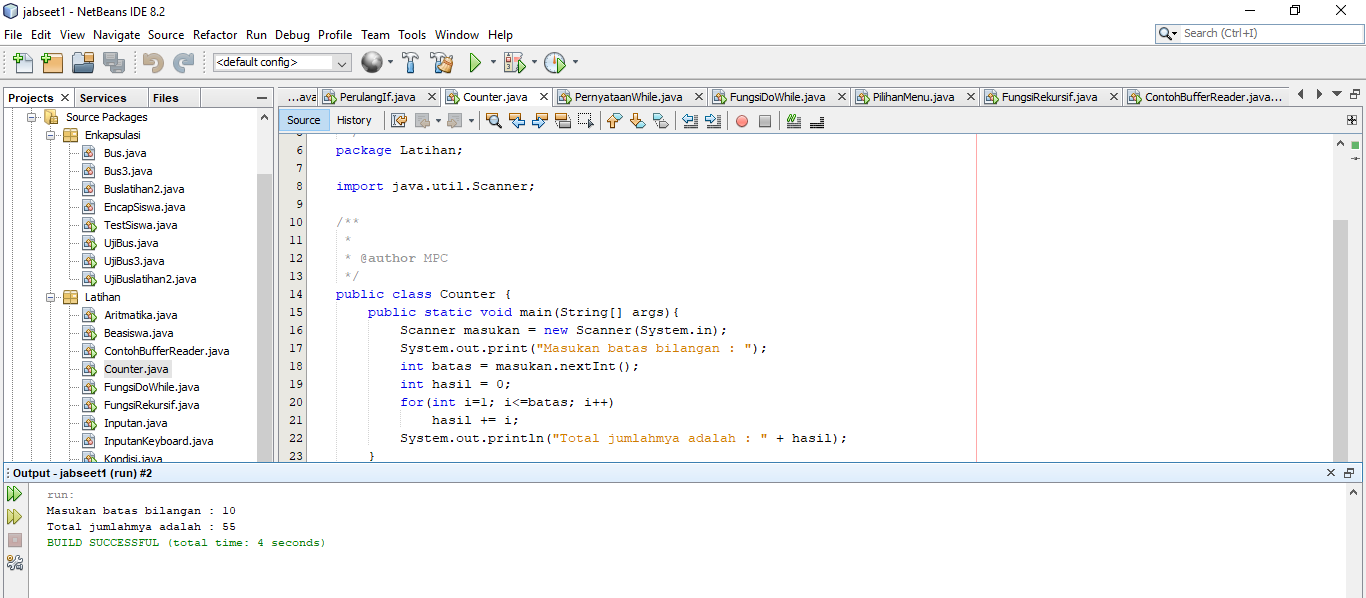 jabseet1 - NetBeans IDE 8.2
File Edit View Navigate Source Refactor Run Debug Profile Team Tools Window Help
Search (Ctrl+I)
<default config>
Projects Services Files
Source Packages
Enkapsulasi
Bus.java
Bus3.java
Buslatihan2.java
EncapSiswa.java
TestSiswa.java
UjiBus.java
UjiBus3.java
UjiBuslatihan2.java
Latihan
Aritmatika.java
Beasiswa.java
ContohBufferReader.java
Counter.java
FungsiDoWhile.java
FungsiRekursif.java
Inputan.java
InputanKeyboard.java
Kondisi.java
...ava PerulangIf.java Counter.java PernyataanWhile.java FungsiDoWhile.java PilihanMenu.java FungsiRekursif.java ContohBufferReader.java...
Source History
6 package Latihan;
7
8 import java.util.Scanner;
9
10 /**
11 *
12 * @author MPC
13 */
14 public class Counter {
15 public static void main(String[] args){
16 Scanner masukan = new Scanner(System.in);
17 System.out.print("Masukan batas bilangan : ");
18 int batas = masukan.nextInt();
19 int hasil = 0;
20 for(int i=1; i<=batas; i++)
21 hasil += i;
22 System.out.println("Total jumlahmya adalah : " + hasil);
23 }
Output - jabseet1 (run) #2
run:
Masukan batas bilangan : 10
Total jumlahmya adalah : 55
BUILD SUCCESSFUL (total time: 4 seconds)